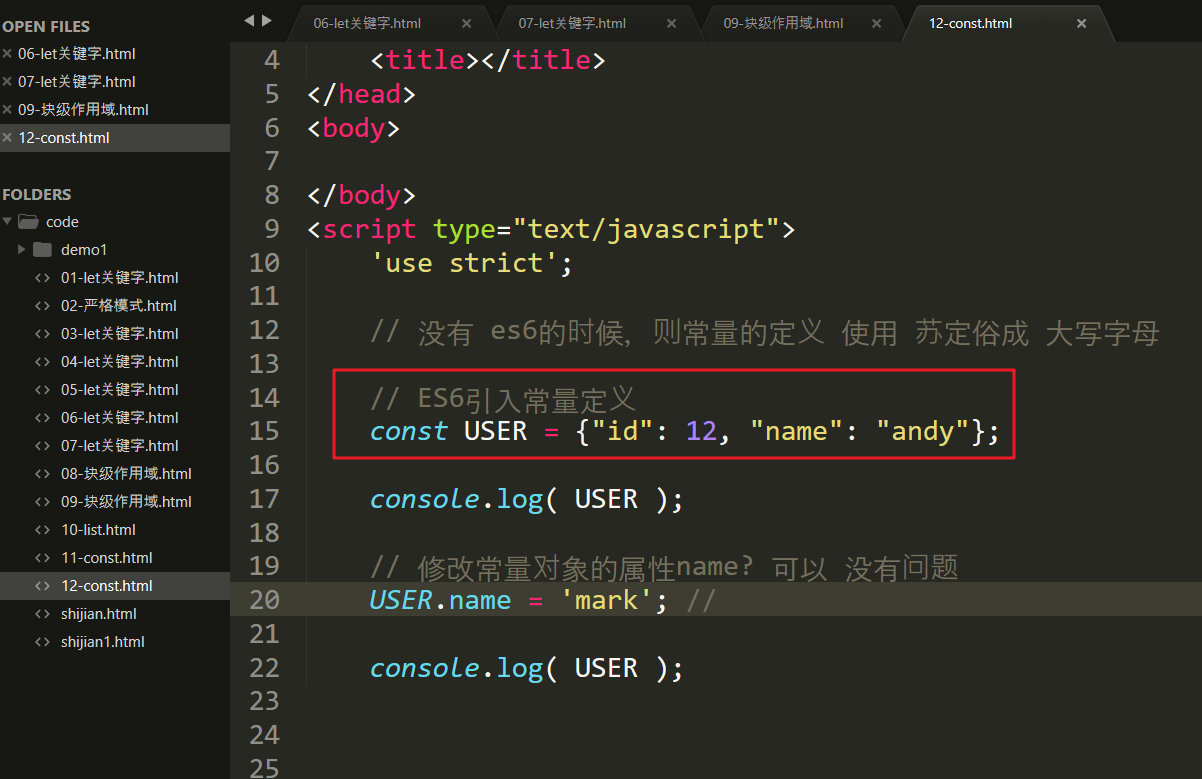 OPEN FILES
06-let关键字.html
07-let关键字.html
09-块级作用域.html
12-const.html
FOLDERS
code
demo1
01-let关键字.html
02-严格模式.html
03-let关键字.html
04-let关键字.html
05-let关键字.html
06-let关键字.html
07-let关键字.html
08-块级作用域.html
09-块级作用域.html
10-list.html
11-const.html
12-const.html
shijian.html
shijian1.html
06-let关键字.html 07-let关键字.html 09-块级作用域.html 12-const.html
4 <title></title>
5 </head>
6 <body>
7
8 </body>
9 <script type="text/javascript">
10 'use strict';
11
12 // 没有 es6的时候, 则常量的定义 使用 苏定俗成 大写字母
13
14 // ES6引入常量定义
15 const USER = {"id": 12, "name": "andy"};
16
17 console.log( USER );
18
19 // 修改常量对象的属性name? 可以 没有问题
20 USER.name = 'mark'; //
21
22 console.log( USER );
23
24
25